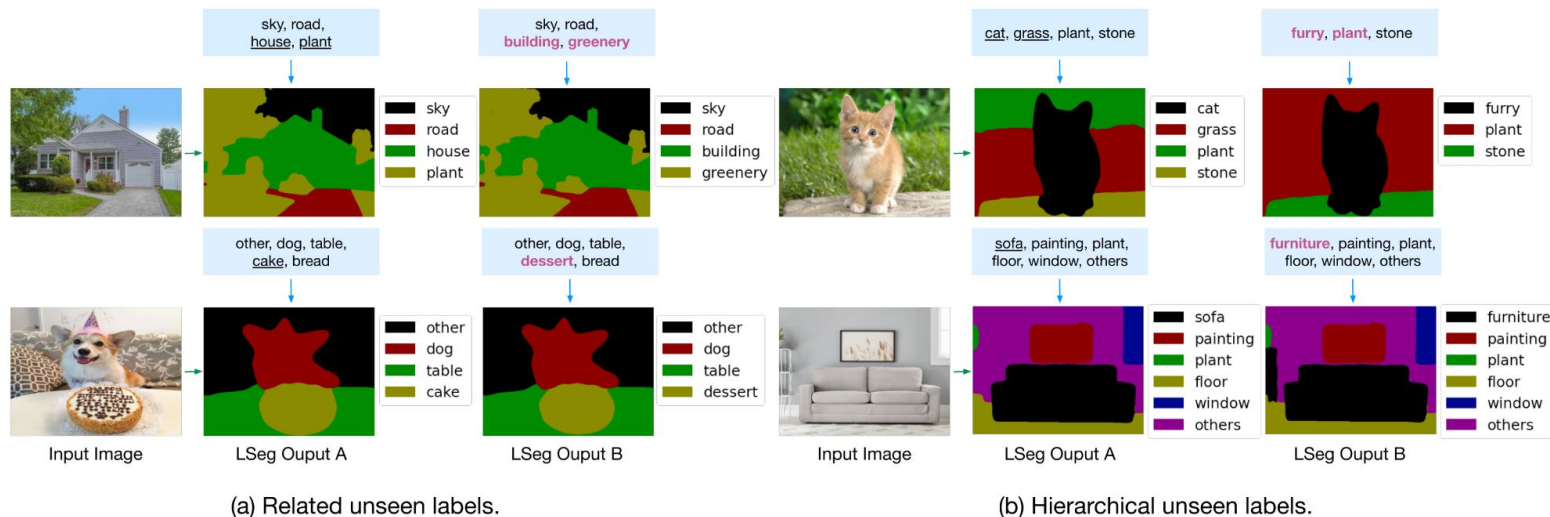 sky, road,
house, plant
sky, road,
building, greenery
sky
road
house
plant
sky
road
building
greenery
other, dog, table,
cake, bread
other, dog, table,
dessert, bread
other
dog
table
cake
other
dog
table
dessert
Input Image
LSeg Ouput A
LSeg Ouput B
(a) Related unseen labels.
cat, grass, plant, stone
furry, plant, stone
cat
grass
plant
stone
furry
plant
stone
sofa, painting, plant,
floor, window, others
furniture, painting, plant,
floor, window, others
sofa
painting
plant
floor
window
others
furniture
painting
plant
floor
window
others
Input Image
LSeg Ouput A
LSeg Ouput B
(b) Hierarchical unseen labels.